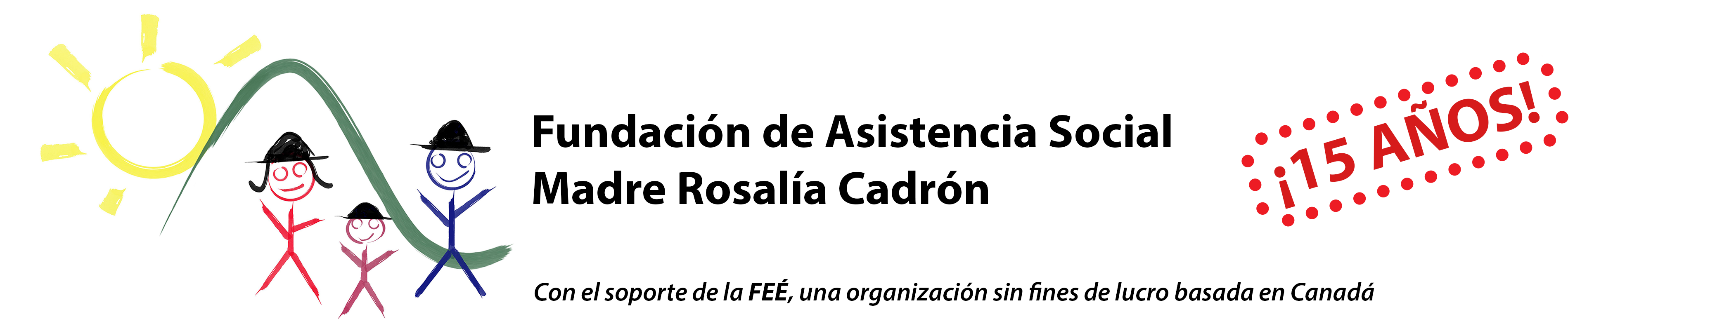 Fundación de Asistencia Social
Madre Rosalía Cadrón
¡15 AÑOS!
Con el soporte de la FEÉ, una organización sin fines de lucro basada en Canadá